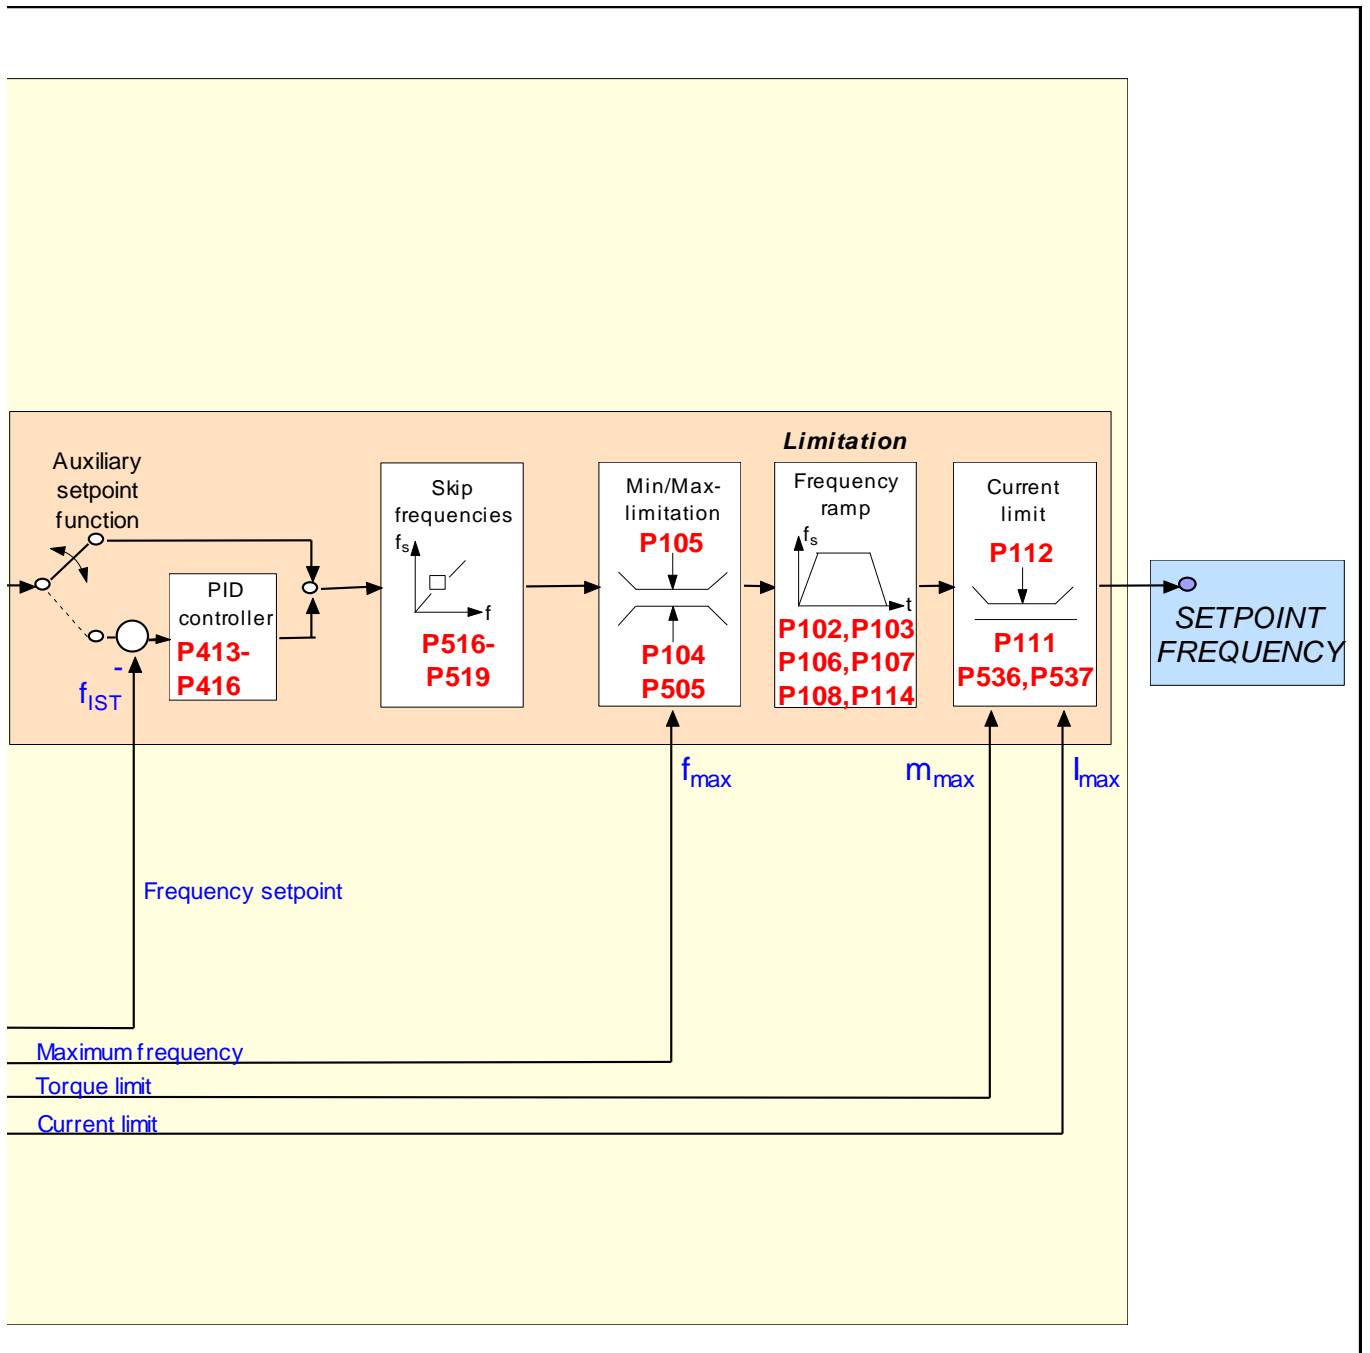 Limitation
Auxiliary
setpoint
function
PID
controller
P413-
P416
-
fIST
Skip
frequencies
fs
f
P516-
P519
Min/Max-
limitation
P105
P104
P505
Frequency
ramp
fs
t
P102,P103
P106,P107
P108,P114
Current
limit
P112
P111
P536,P537
SETPOINT
FREQUENCY
fmax
mmax
Imax
Frequency setpoint
Maximum frequency
Torque limit
Current limit